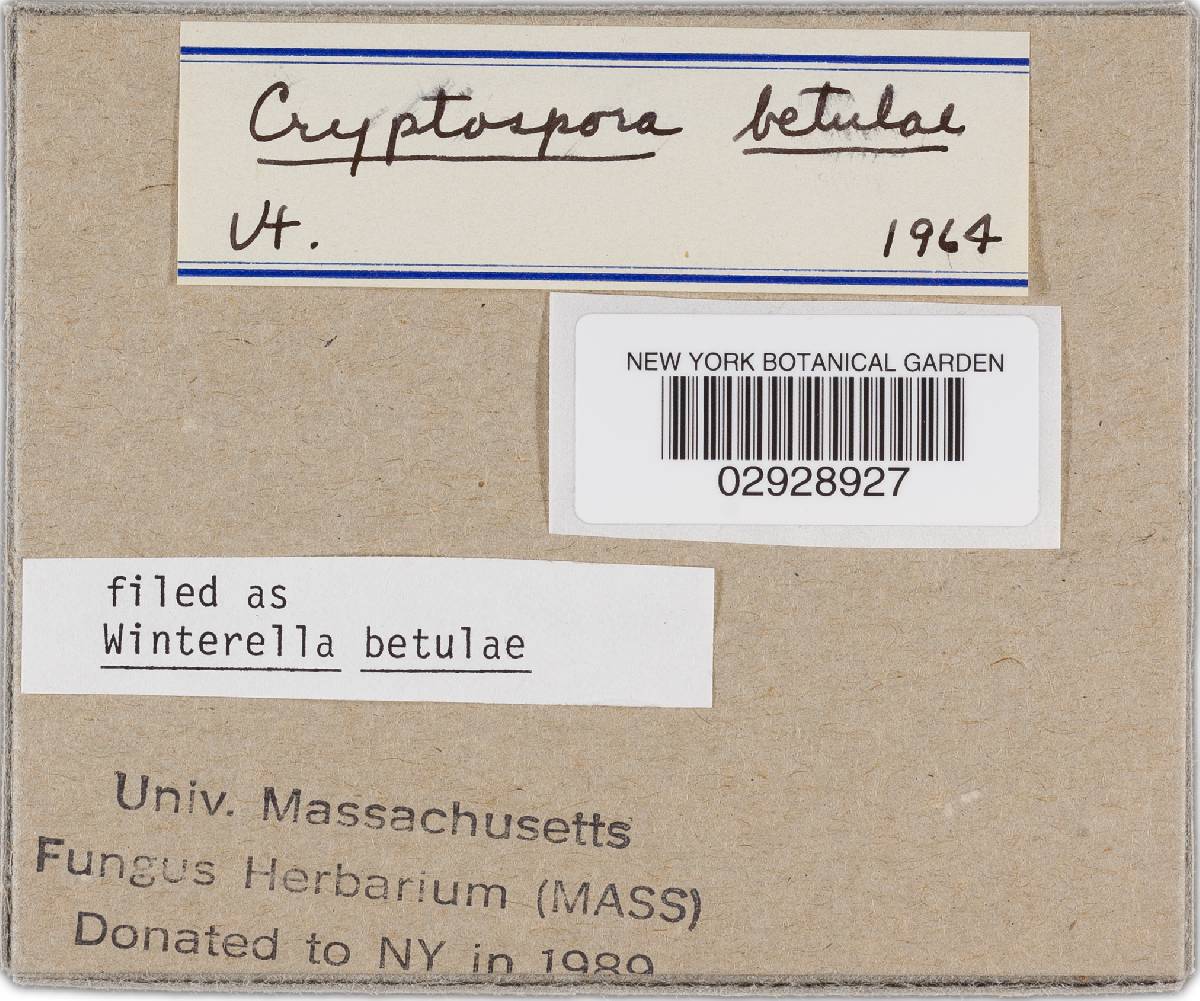 Cryptospora betulae
Vt. 1964
NEW YORK BOTANICAL GARDEN
02928927
filed as
Winterella betulae
Univ. Massachusetts
Fungus Herbarium (MASS)
Donated to NY in 1989